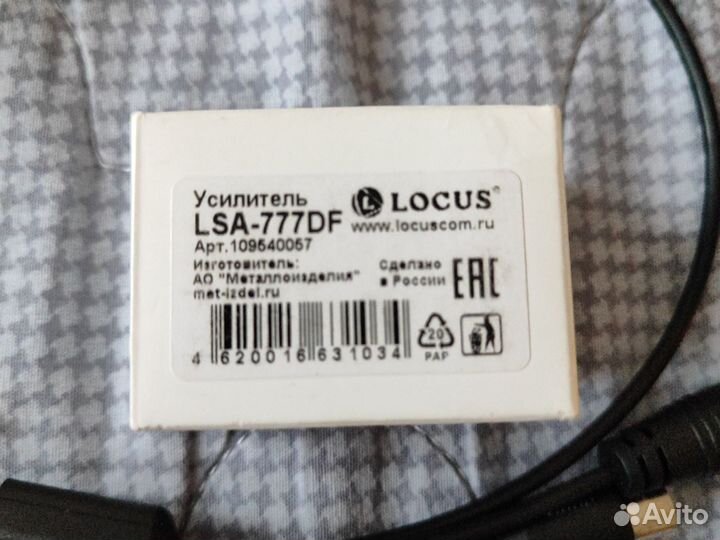 Усилитель
LSA-777DF
Арт.109540057
LOCUS®
www.locuscom.ru
Изготовитель:
АО "Металлоизделия"
met-izdel.ru
Сделано
в России
EAC
4 620016 631034
20
PAP
Avito